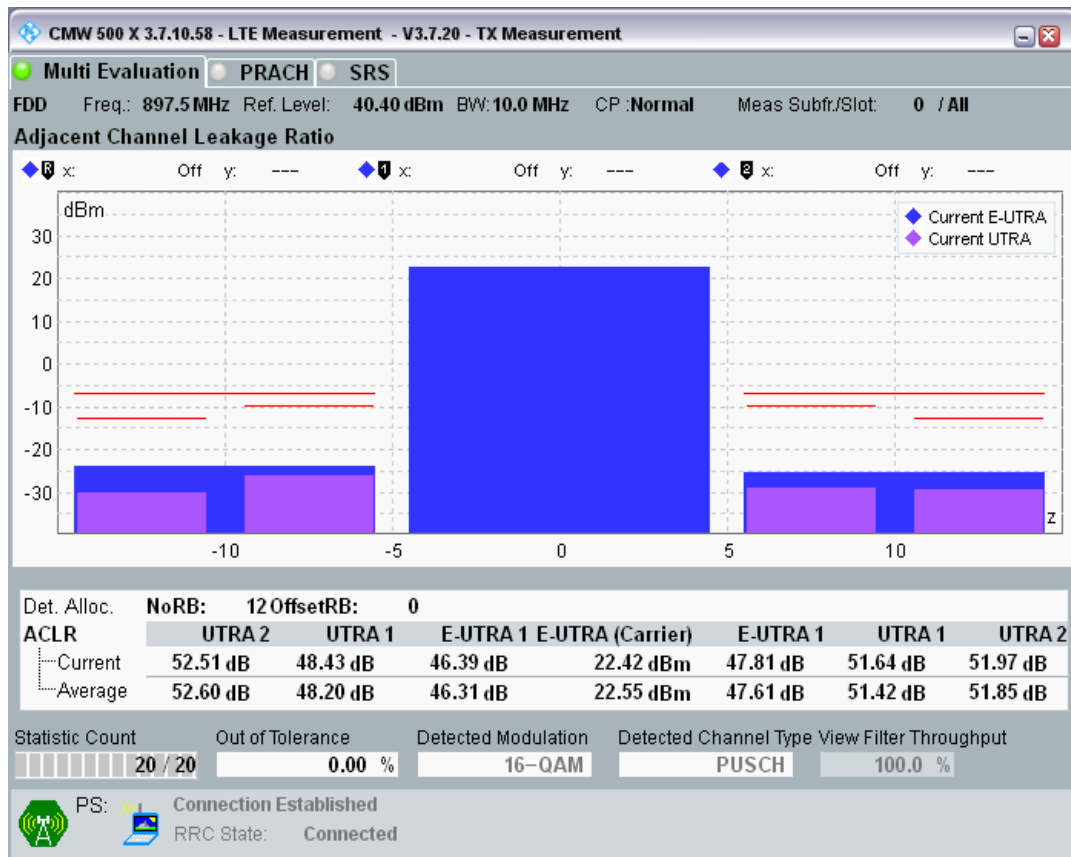 CMW 500 X 3.7.10.58 - LTE Measurement - V3.7.20 - TX Measurement
Multi Evaluation PRACH SRS
FDD Freq.: 897.5 MHz Ref. Level: 40.40 dBm BW: 10.0 MHz CP :Normal Meas Subfr./Slot: 0 / All
Adjacent Channel Leakage Ratio
R x: Off y: --- 1 x: Off y: --- 2 x: Off y: ---
dBm
Current E-UTRA
Current UTRA
30
20
10
0
-10
-20
-30
z
-10 -5 0 5 10
Det. Alloc. NoRB: 12 OffsetRB: 0
ACLR UTRA 2 UTRA 1 E-UTRA 1 E-UTRA (Carrier) E-UTRA 1 UTRA 1 UTRA 2
Current 52.51 dB 48.43 dB 46.39 dB 22.42 dBm 47.81 dB 51.64 dB 51.97 dB
Average 52.60 dB 48.20 dB 46.31 dB 22.55 dBm 47.61 dB 51.42 dB 51.85 dB
Statistic Count Out of Tolerance Detected Modulation Detected Channel Type View Filter Throughput
20 / 20 0.00 % 16-QAM PUSCH 100.0 %
PS: Connection Established
RRC State: Connected